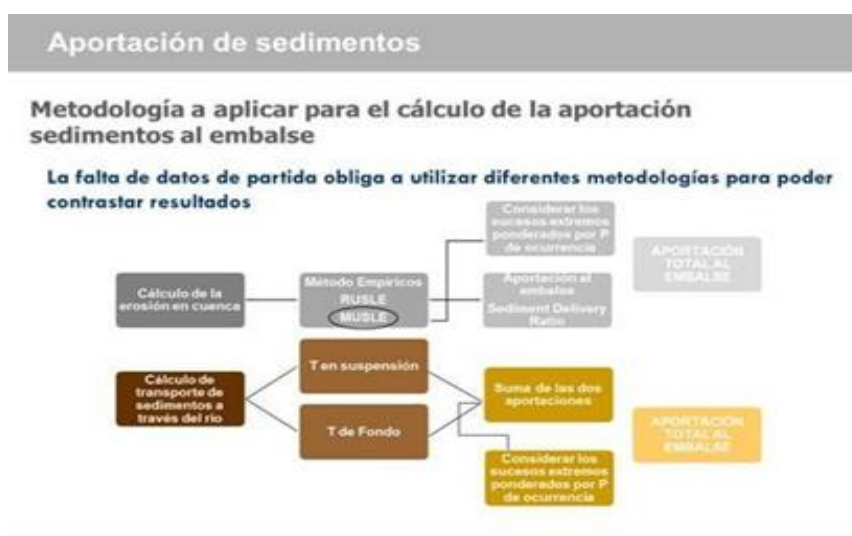 Aportación de sedimentos
Metodología a aplicar para el cálculo de la aportación
sedimentos al embalse
La falta de datos de partida obliga a utilizar diferentes metodologías para poder
contrastar resultados
Considerar los
sucesos extremos
ponderados por P
de ocurrencia
APORTACIÓN
TOTAL AL
EMBALSE
Cálculo de la
erosión en cuenca
Método Empíricos
RUSLE
MUSLE
Aportación al
embalse
Sediment Delivery
Ratio
Cálculo de
transporte de
sedimentos a
través del río
T en suspensión
T de Fondo
Suma de las dos
aportaciones
APORTACIÓN
TOTAL AL
EMBALSE
Considerar los
sucesos extremos
ponderados por P
de ocurrencia